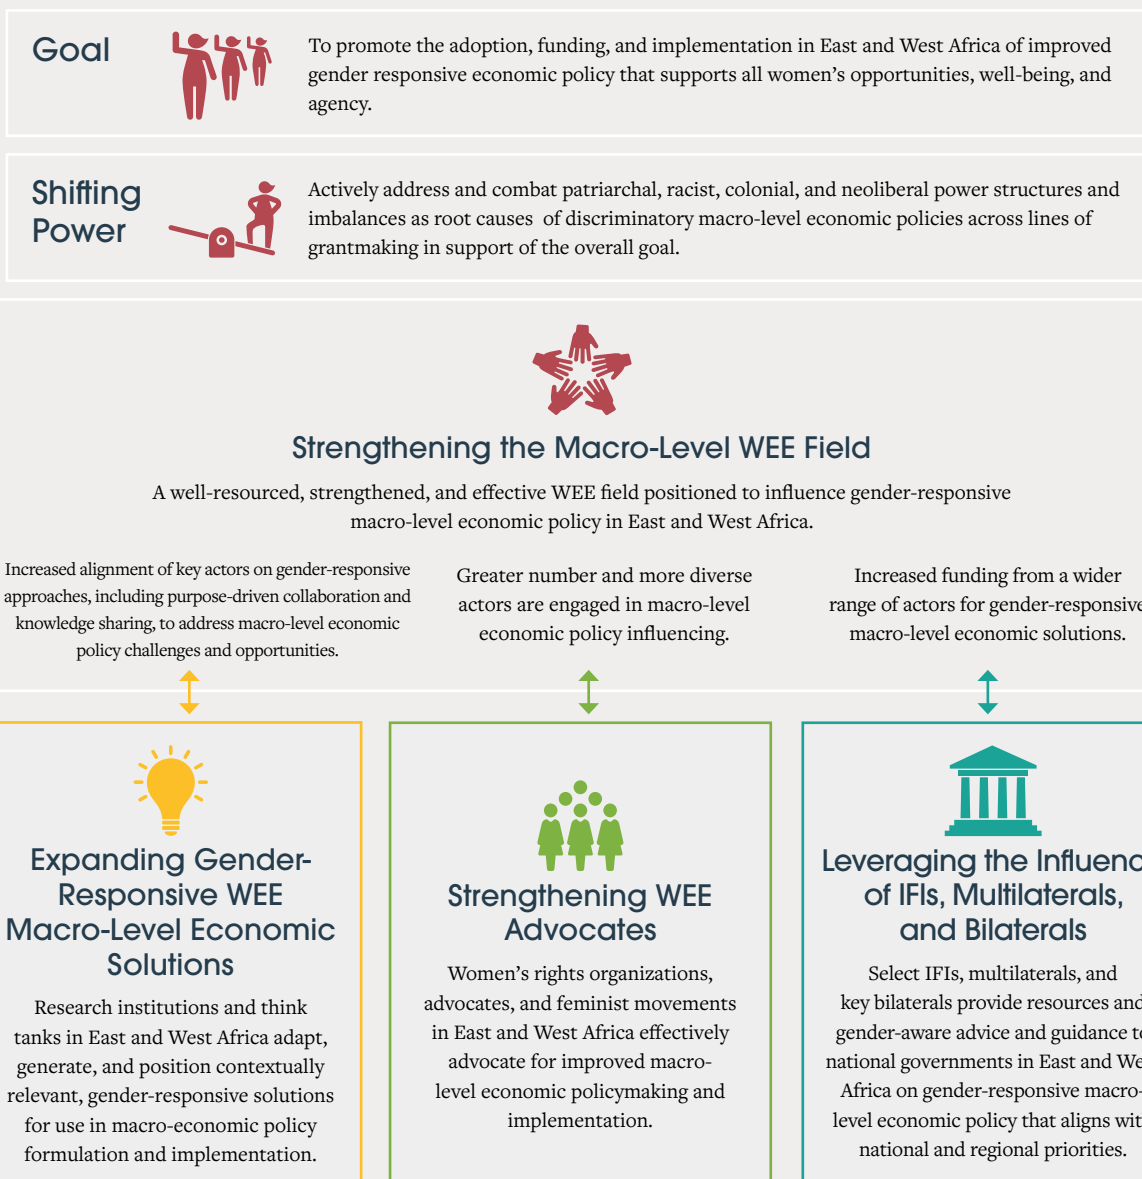 Goal
To promote the adoption, funding, and implementation in East and West Africa of improved
gender responsive economic policy that supports all women’s opportunities, well-being, and
agency.
Shifting
Power
Actively address and combat patriarchal, racist, colonial, and neoliberal power structures and
imbalances as root causes of discriminatory macro-level economic policies across lines of
grantmaking in support of the overall goal.
Strengthening the Macro-Level WEE Field
A well-resourced, strengthened, and effective WEE field positioned to influence gender-responsive
macro-level economic policy in East and West Africa.
Increased alignment of key actors on gender-responsive
approaches, including purpose-driven collaboration and
knowledge sharing, to address macro-level economic
policy challenges and opportunities.
Greater number and more diverse
actors are engaged in macro-level
economic policy influencing.
Increased funding from a wider
range of actors for gender-responsive
macro-level economic solutions.
Expanding Gender-
Responsive WEE
Macro-Level Economic
Solutions
Research institutions and think
tanks in East and West Africa adapt,
generate, and position contextually
relevant, gender-responsive solutions
for use in macro-economic policy
formulation and implementation.
Strengthening WEE
Advocates
Women’s rights organizations,
advocates, and feminist movements
in East and West Africa effectively
advocate for improved macro-
level economic policymaking and
implementation.
Leveraging the Influenc
of IFIs, Multilaterals,
and Bilaterals
Select IFIs, multilaterals, and
key bilaterals provide resources and
gender-aware advice and guidance to
national governments in East and We
Africa on gender-responsive macro-
level economic policy that aligns wit
national and regional priorities.